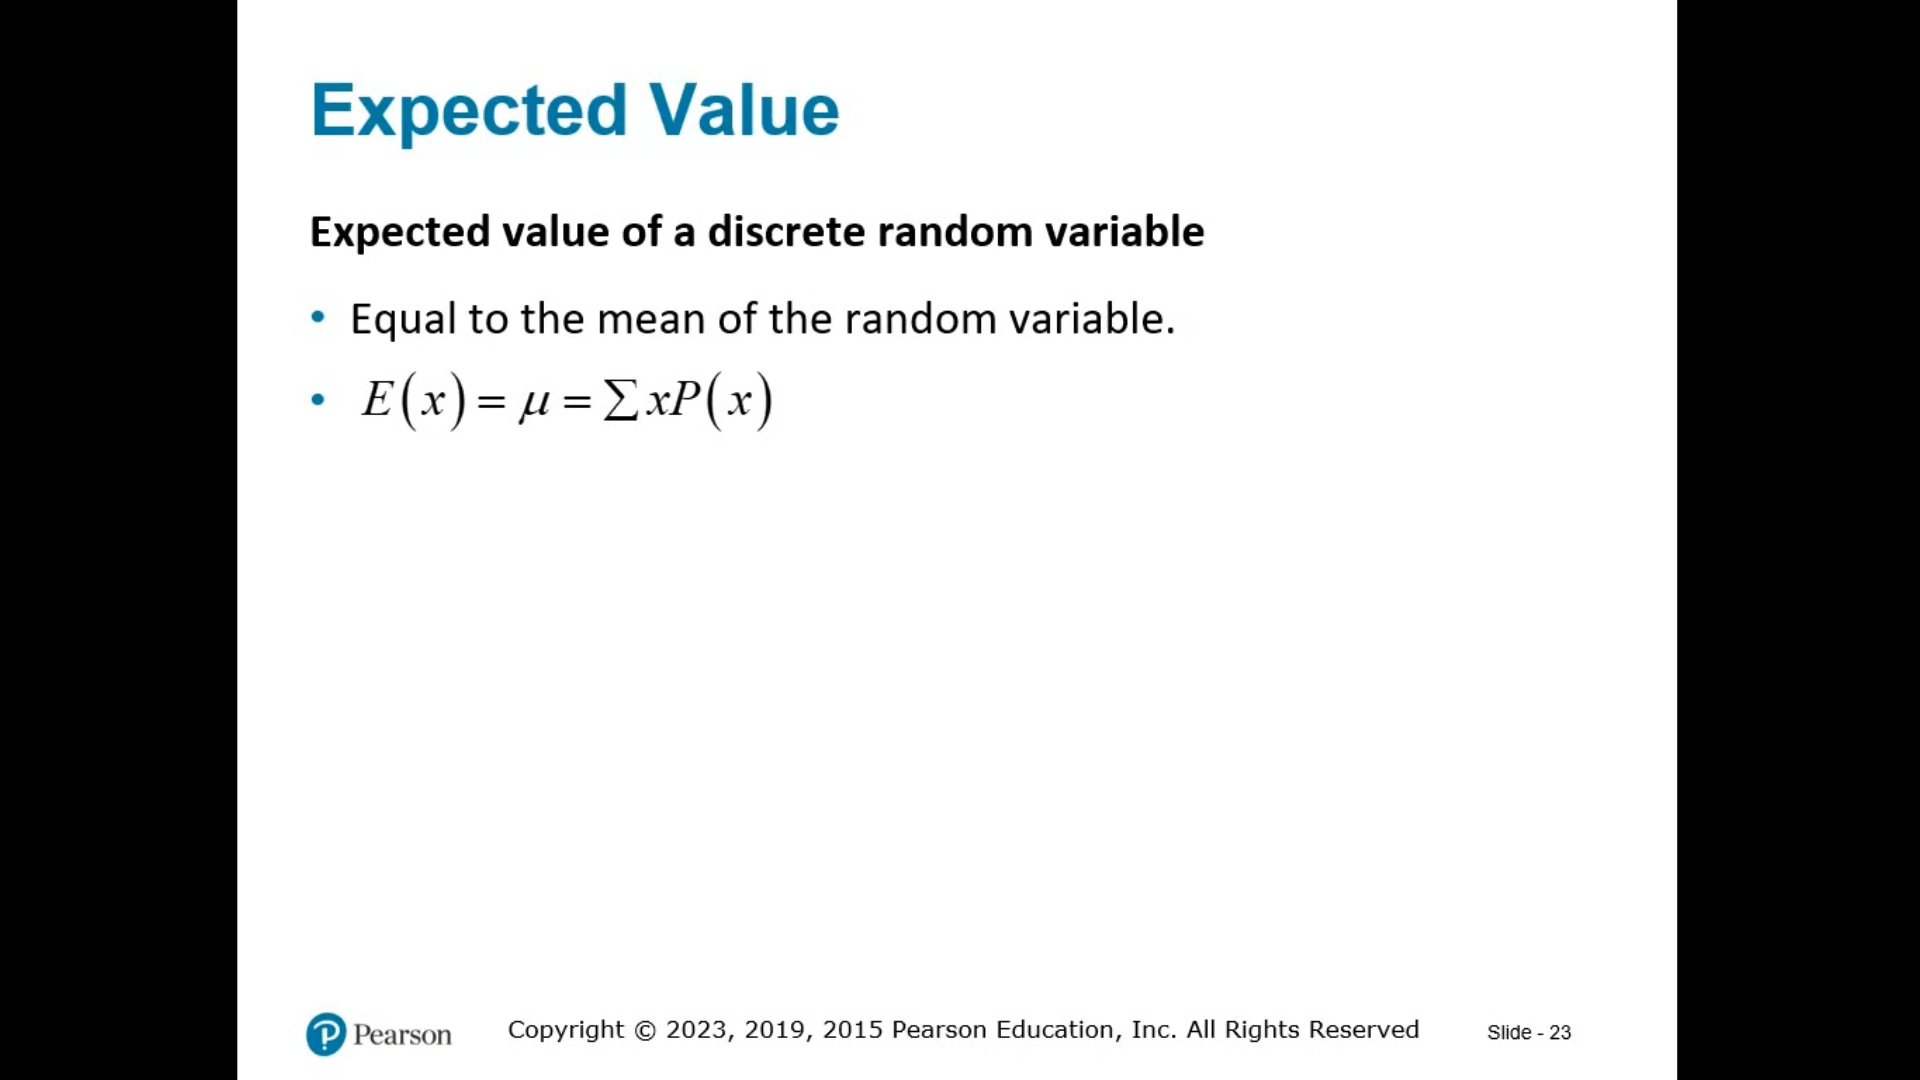 Expected Value
Expected value of a discrete random variable
• Equal to the mean of the random variable.
• E(x) = μ = ΣxP(x)
Pearson
Copyright © 2023, 2019, 2015 Pearson Education, Inc. All Rights Reserved
Slide - 23